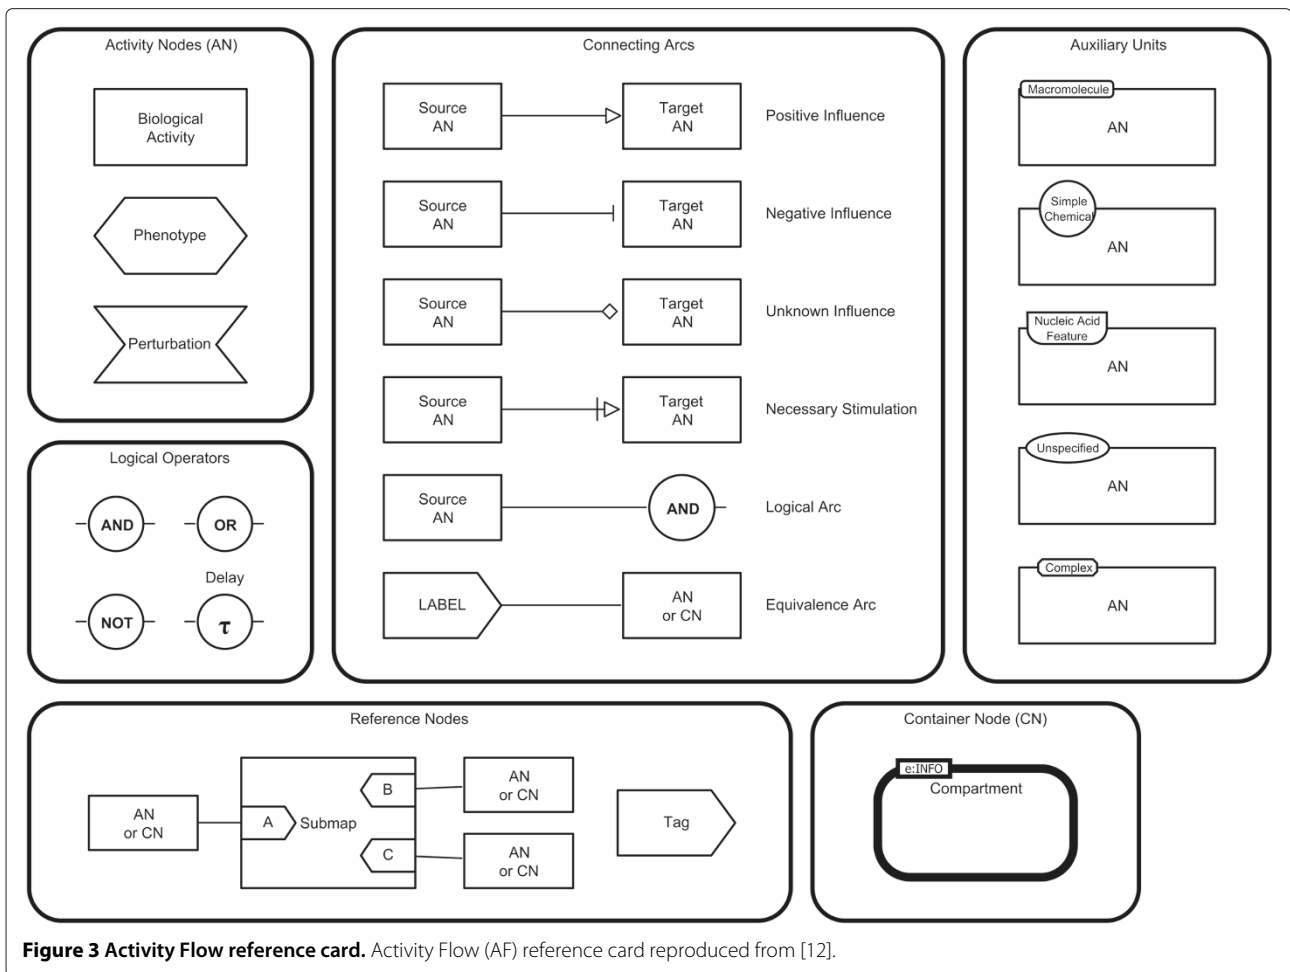 Activity Nodes (AN)
Biological
Activity
Phenotype
Perturbation
Logical Operators
AND
OR
Delay
NOT
τ
Connecting Arcs
Source
AN
Target
AN
Positive Influence
Source
AN
Target
AN
Negative Influence
Source
AN
Target
AN
Unknown Influence
Source
AN
Target
AN
Necessary Stimulation
Source
AN
AND
Logical Arc
LABEL
AN
or CN
Equivalence Arc
Auxiliary Units
Macromolecule
AN
Simple
Chemical
AN
Nucleic Acid
Feature
AN
Unspecified
AN
Complex
AN
Reference Nodes
AN
or CN
A
Submap
B
C
AN
or CN
AN
or CN
Tag
Container Node (CN)
e:INFO
Compartment
Figure 3 Activity Flow reference card. Activity Flow (AF) reference card reproduced from [12].